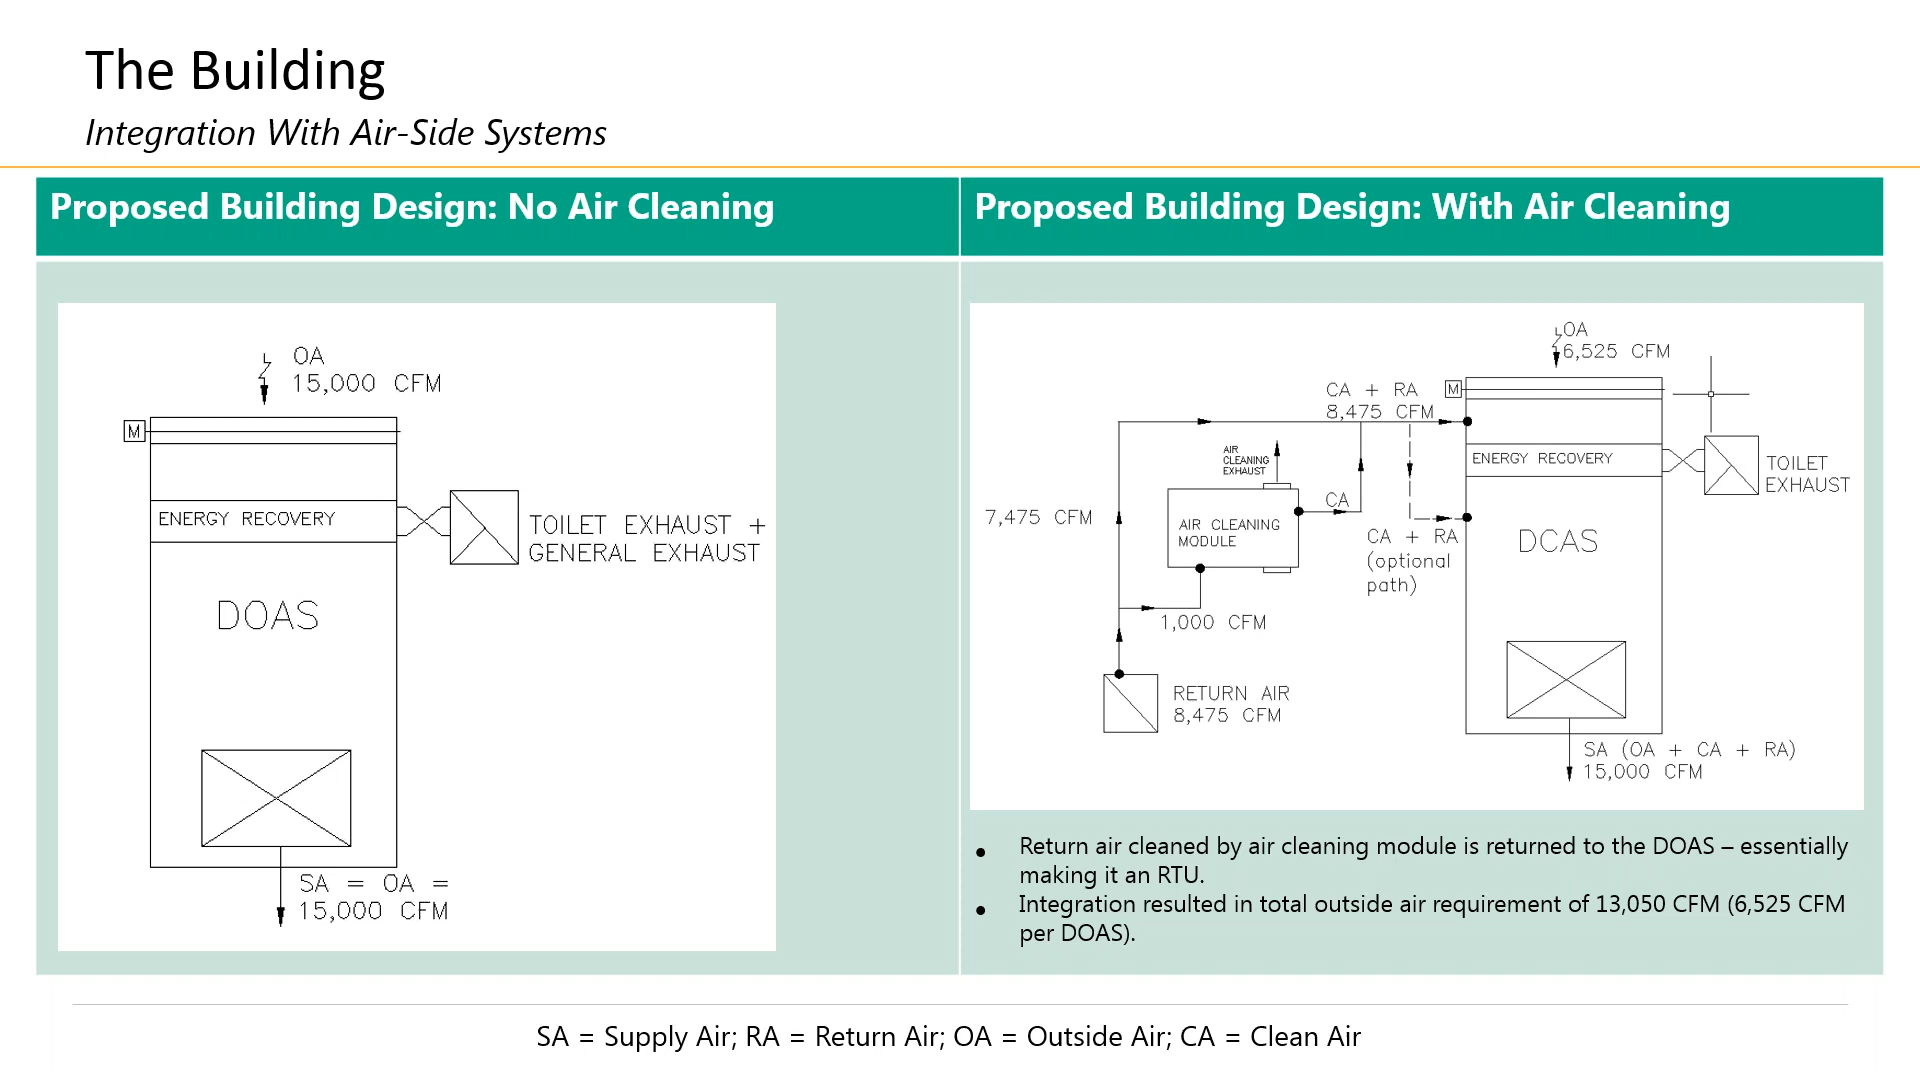 The Building
Integration With Air-Side Systems
Proposed Building Design: No Air Cleaning
OA
15,000 CFM
M
ENERGY RECOVERY
TOILET EXHAUST +
GENERAL EXHAUST
DOAS
SA = OA =
15,000 CFM
Proposed Building Design: With Air Cleaning
OA
6,525 CFM
CA + RA
8,475 CFM
M
AIR
CLEANING
EXHAUST
ENERGY RECOVERY
TOILET
EXHAUST
7,475 CFM
CA
AIR CLEANING
MODULE
CA + RA
(optional
path)
DCAS
1,000 CFM
RETURN AIR
8,475 CFM
SA (OA + CA + RA)
15,000 CFM
• Return air cleaned by air cleaning module is returned to the DOAS – essentially
making it an RTU.
• Integration resulted in total outside air requirement of 13,050 CFM (6,525 CFM
per DOAS).
SA = Supply Air; RA = Return Air; OA = Outside Air; CA = Clean Air